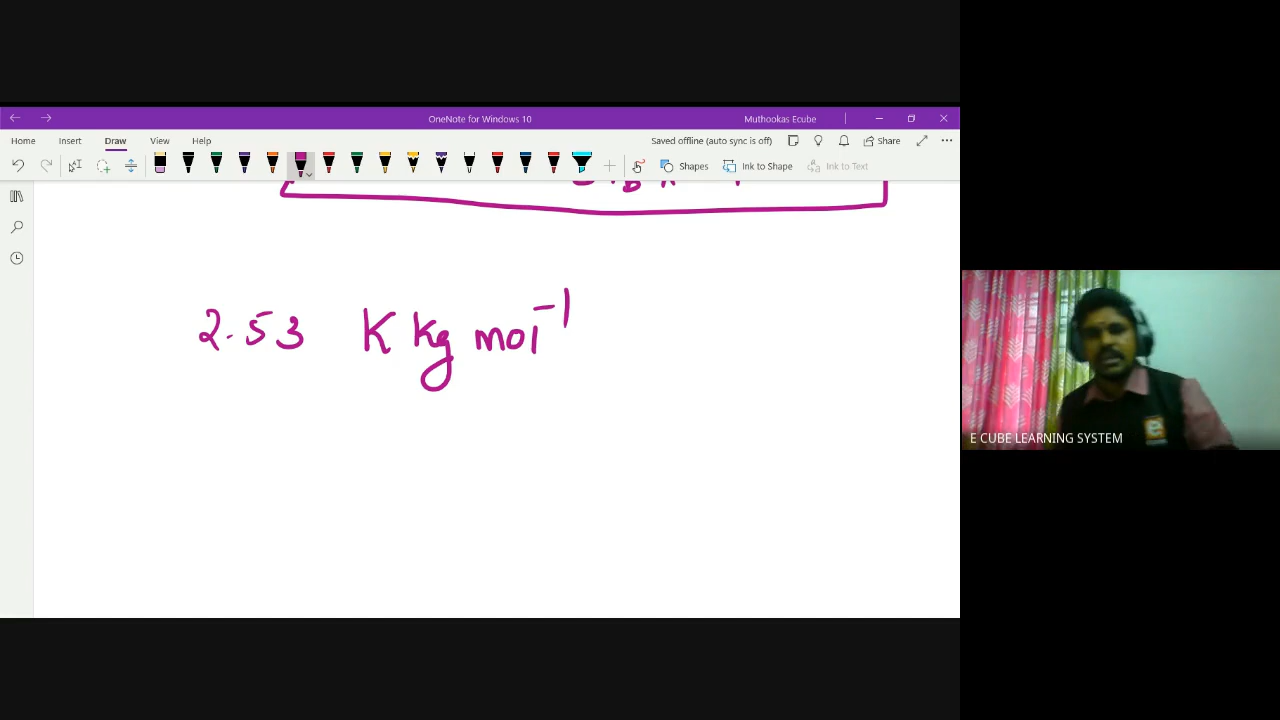 OneNote for Windows 10
Muthookas Ecube
Home Insert Draw View Help
Saved offline (auto sync is off)
Share
Shapes
Ink to Shape
Ink to Text
2.53 K Kg mol⁻¹
e
E CUBE LEARNING SYSTEM